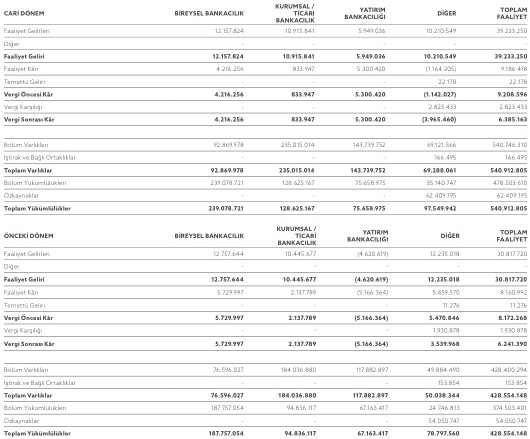 CARİ DÖNEM BİREYSEL BANKACILIK KURUMSAL / TİCARİ BANKACILIK YATIRIM BANKACILIĞI DİĞER TOPLAM FAALİYET
Faaliyet Gelirleri 12.157.824 10.915.841 5.949.036 10.210.549 39.233.250
Diğer - - - - -
Faaliyet Geliri 12.157.824 10.915.841 5.949.036 10.210.549 39.233.250
Faaliyet Kârı 4.216.256 833.947 5.300.420 (1.164.205) 9.186.418
Temettü Geliri - - - 22.178 22.178
Vergi Öncesi Kâr 4.216.256 833.947 5.300.420 (1.142.027) 9.208.596
Vergi Karşılığı - - - 2.823.433 2.823.433
Vergi Sonrası Kâr 4.216.256 833.947 5.300.420 (3.965.460) 6.385.163
Bölüm Varlıkları 92.869.978 235.015.014 143.739.752 69.121.566 540.746.310
İştirak ve Bağlı Ortaklıklar - - - 166.495 166.495
Toplam Varlıklar 92.869.978 235.015.014 143.739.752 69.288.061 540.912.805
Bölüm Yükümlülükleri 239.078.721 128.625.167 75.658.975 35.140.747 478.503.610
Özkaynaklar - - - 62.409.195 62.409.195
Toplam Yükümlülükler 239.078.721 128.625.167 75.658.975 97.549.942 540.912.805
ÖNCEKİ DÖNEM BİREYSEL BANKACILIK KURUMSAL / TİCARİ BANKACILIK YATIRIM BANKACILIĞI DİĞER TOPLAM FAALİYET
Faaliyet Gelirleri 12.757.644 10.445.677 (4.620.619) 12.235.018 30.817.720
Diğer - - - - -
Faaliyet Geliri 12.757.644 10.445.677 (4.620.619) 12.235.018 30.817.720
Faaliyet Kârı 5.729.997 2.137.789 (5.166.364) 5.459.570 8.160.992
Temettü Geliri - - - 11.276 11.276
Vergi Öncesi Kâr 5.729.997 2.137.789 (5.166.364) 5.470.846 8.172.268
Vergi Karşılığı - - - 1.930.878 1.930.878
Vergi Sonrası Kâr 5.729.997 2.137.789 (5.166.364) 3.539.968 6.241.390
Bölüm Varlıkları 76.596.027 184.036.880 117.882.897 49.884.490 428.400.294
İştirak ve Bağlı Ortaklıklar - - - 153.854 153.854
Toplam Varlıklar 76.596.027 184.036.880 117.882.897 50.038.344 428.554.148
Bölüm Yükümlülükleri 187.757.054 94.836.117 67.163.417 24.746.813 374.503.401
Özkaynaklar - - - 54.050.747 54.050.747
Toplam Yükümlülükler 187.757.054 94.836.117 67.163.417 78.797.560 428.554.148